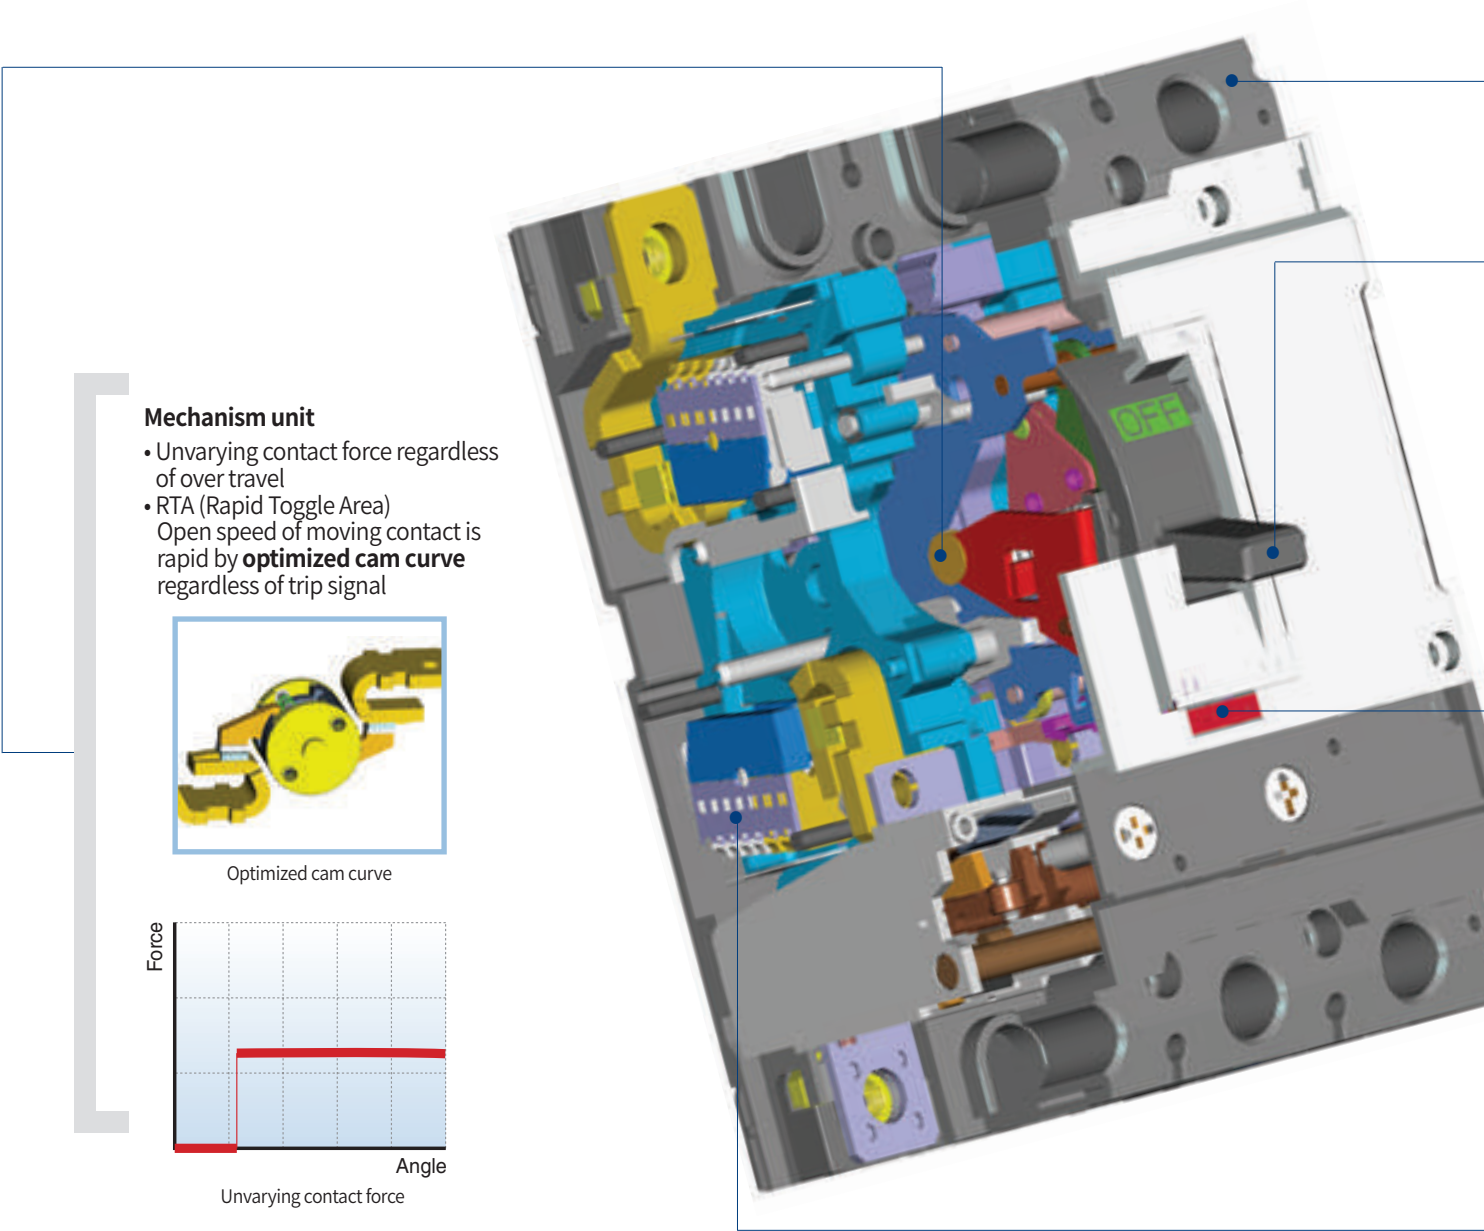 Mechanism unit
• Unvarying contact force regardless
of over travel
• RTA (Rapid Toggle Area)
Open speed of moving contact is
rapid by optimized cam curve
regardless of trip signal
Optimized cam curve
Force
Angle
Unvarying contact force
OFF